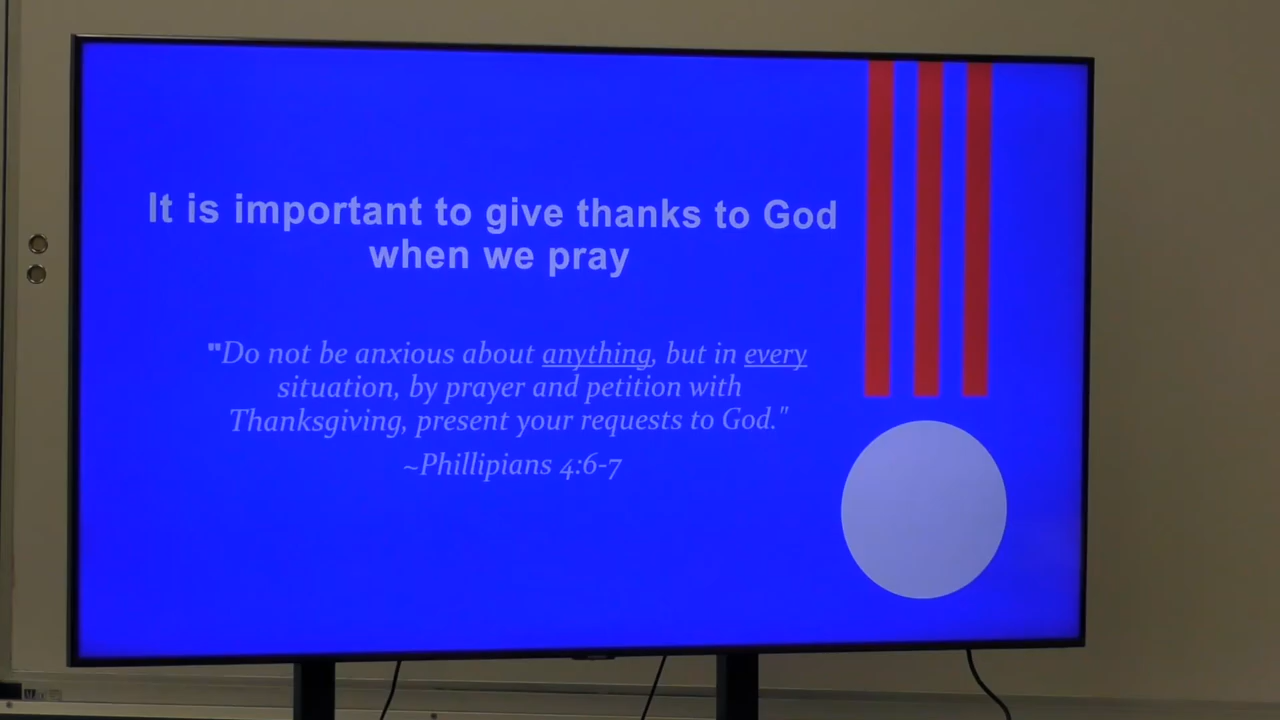 It is important to give thanks to God
when we pray
"Do not be anxious about anything, but in every
situation, by prayer and petition with
Thanksgiving, present your requests to God."
~Phillipians 4:6-7